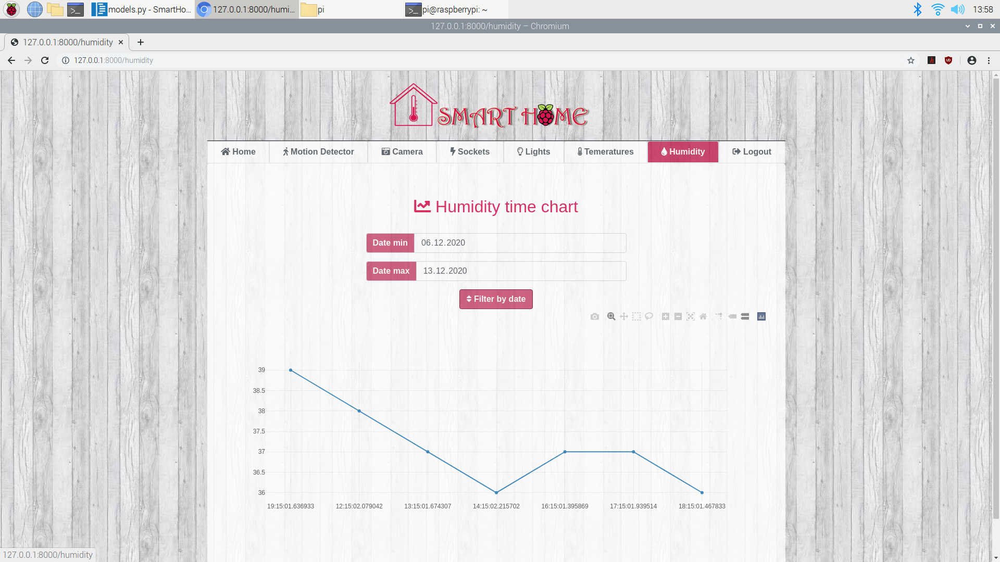 models.py - SmartHo...
127.0.0.1:8000/humi...
pi
pi@raspberrypi: ~
13:58
127.0.0.1:8000/humidity – Chromium
127.0.0.1:8000/humidity
127.0.0.1:8000/humidity
SMART HOME
Home
Motion Detector
Camera
Sockets
Lights
Temeratures
Humidity
Logout
Humidity time chart
Date min
06.12.2020
Date max
13.12.2020
Filter by date
39
38.5
38
37.5
37
36.5
36
19:15:01.636933
12:15:02.079042
13:15:01.674307
14:15:02.215702
16:15:01.395869
17:15:01.939514
18:15:01.467833
127.0.0.1:8000/humidity